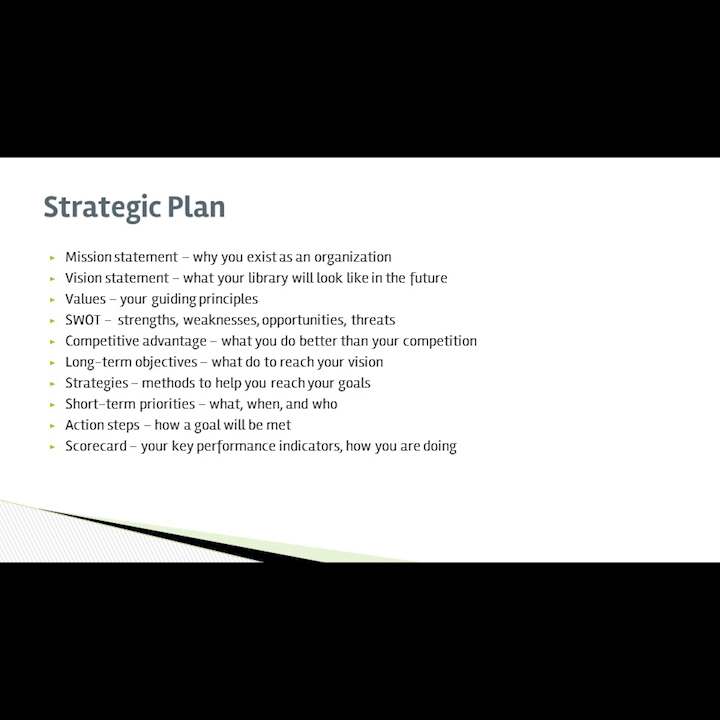 Strategic Plan
Mission statement – why you exist as an organization
Vision statement – what your library will look like in the future
Values – your guiding principles
SWOT – strengths, weaknesses, opportunities, threats
Competitive advantage – what you do better than your competition
Long-term objectives – what do to reach your vision
Strategies – methods to help you reach your goals
Short-term priorities – what, when, and who
Action steps – how a goal will be met
Scorecard – your key performance indicators, how you are doing